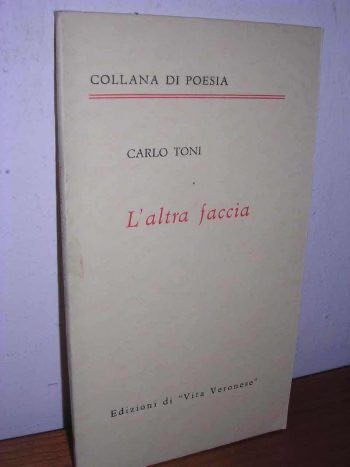 COLLANA DI POESIA
CARLO TONI
L'altra faccia
Edizioni di "Vita Veronese"